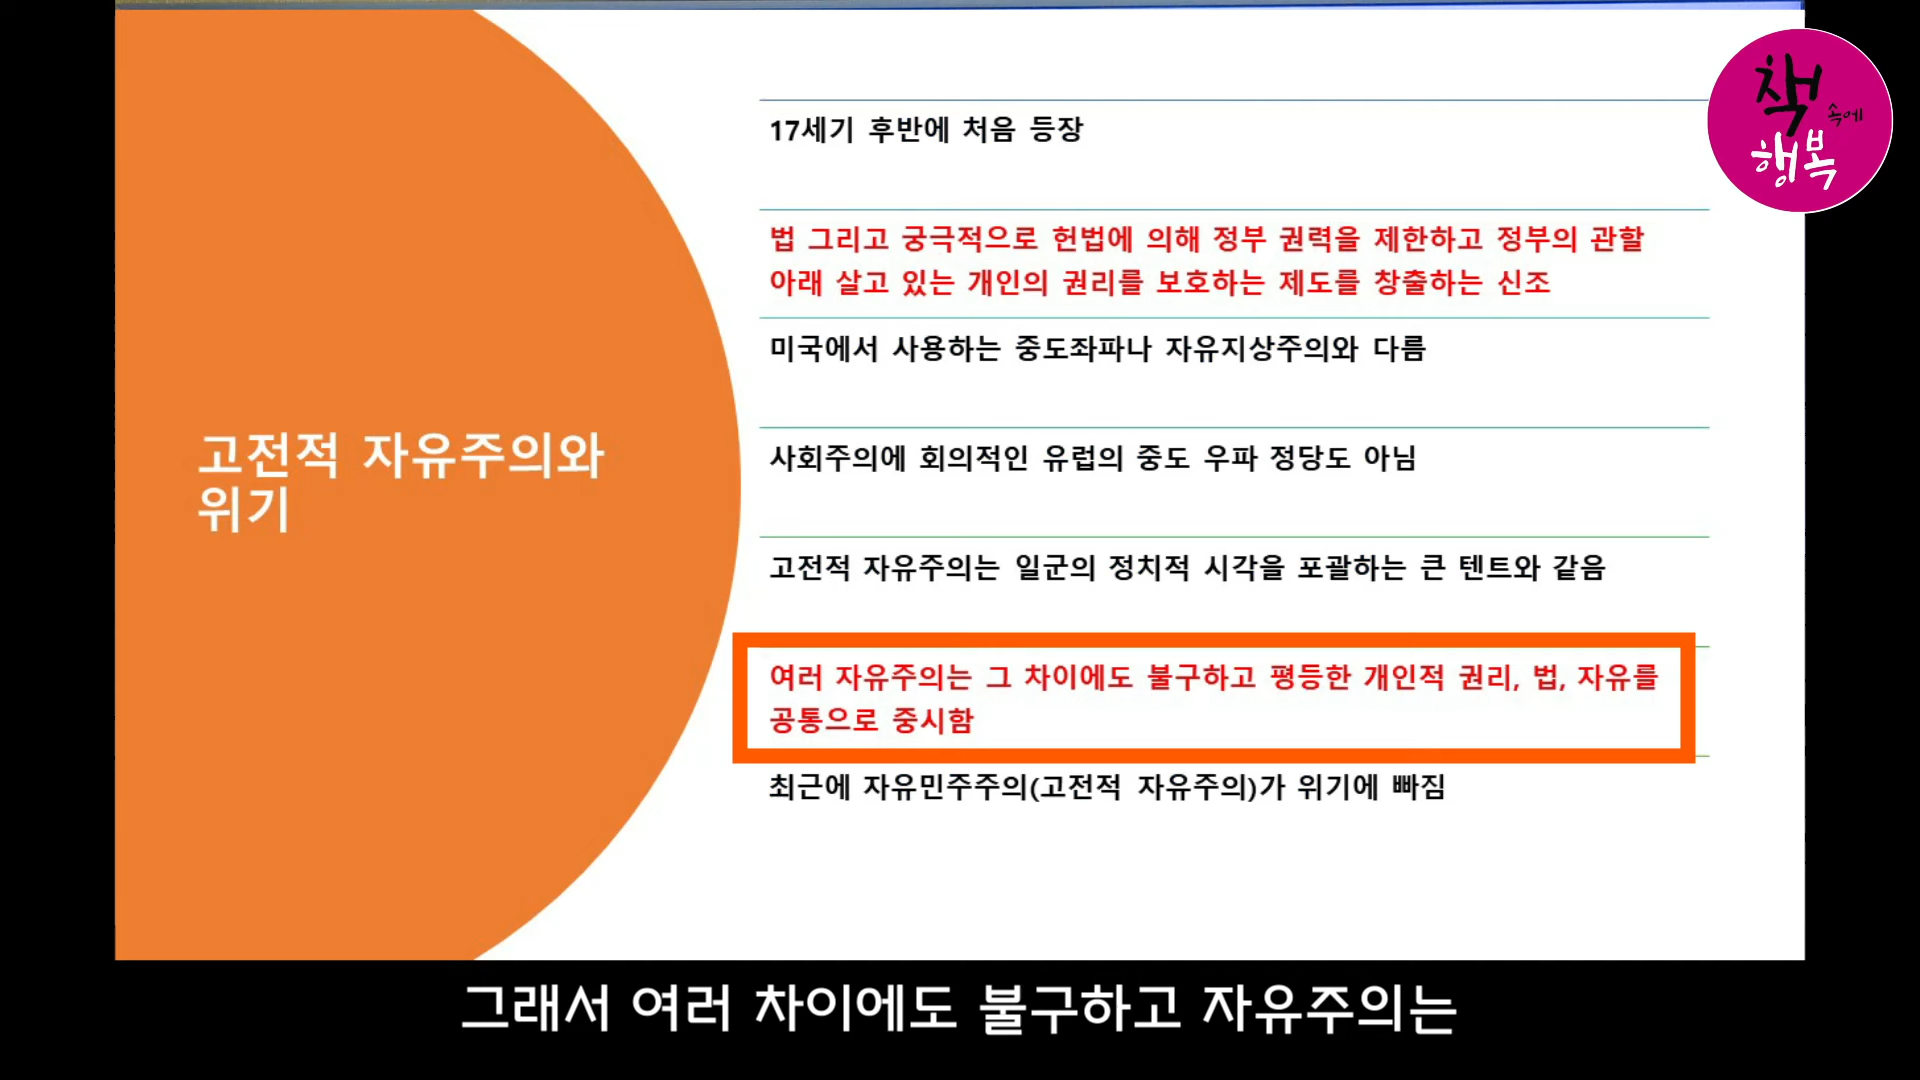 책
속에
행복
17세기 후반에 처음 등장
법 그리고 궁극적으로 헌법에 의해 정부 권력을 제한하고 정부의 관할
아래 살고 있는 개인의 권리를 보호하는 제도를 창출하는 신조
미국에서 사용하는 중도좌파나 자유지상주의와 다름
고전적 자유주의와
위기
사회주의에 회의적인 유럽의 중도 우파 정당도 아님
고전적 자유주의는 일군의 정치적 시각을 포괄하는 큰 텐트와 같음
여러 자유주의는 그 차이에도 불구하고 평등한 개인적 권리, 법, 자유를
공통으로 중시함
최근에 자유민주주의(고전적 자유주의)가 위기에 빠짐
그래서 여러 차이에도 불구하고 자유주의는